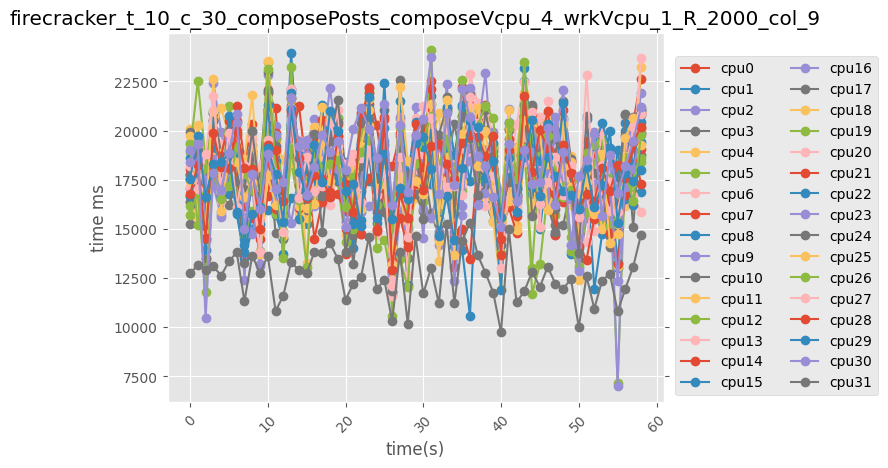 firecracker_t_10_c_30_composePosts_composeVcpu_4_wrkVcpu_1_R_2000_col_9
time ms
22500
20000
17500
15000
12500
10000
7500
0
10
20
30
40
50
60
time(s)
cpu0
cpu1
cpu2
cpu3
cpu4
cpu5
cpu6
cpu7
cpu8
cpu9
cpu10
cpu11
cpu12
cpu13
cpu14
cpu15
cpu16
cpu17
cpu18
cpu19
cpu20
cpu21
cpu22
cpu23
cpu24
cpu25
cpu26
cpu27
cpu28
cpu29
cpu30
cpu31